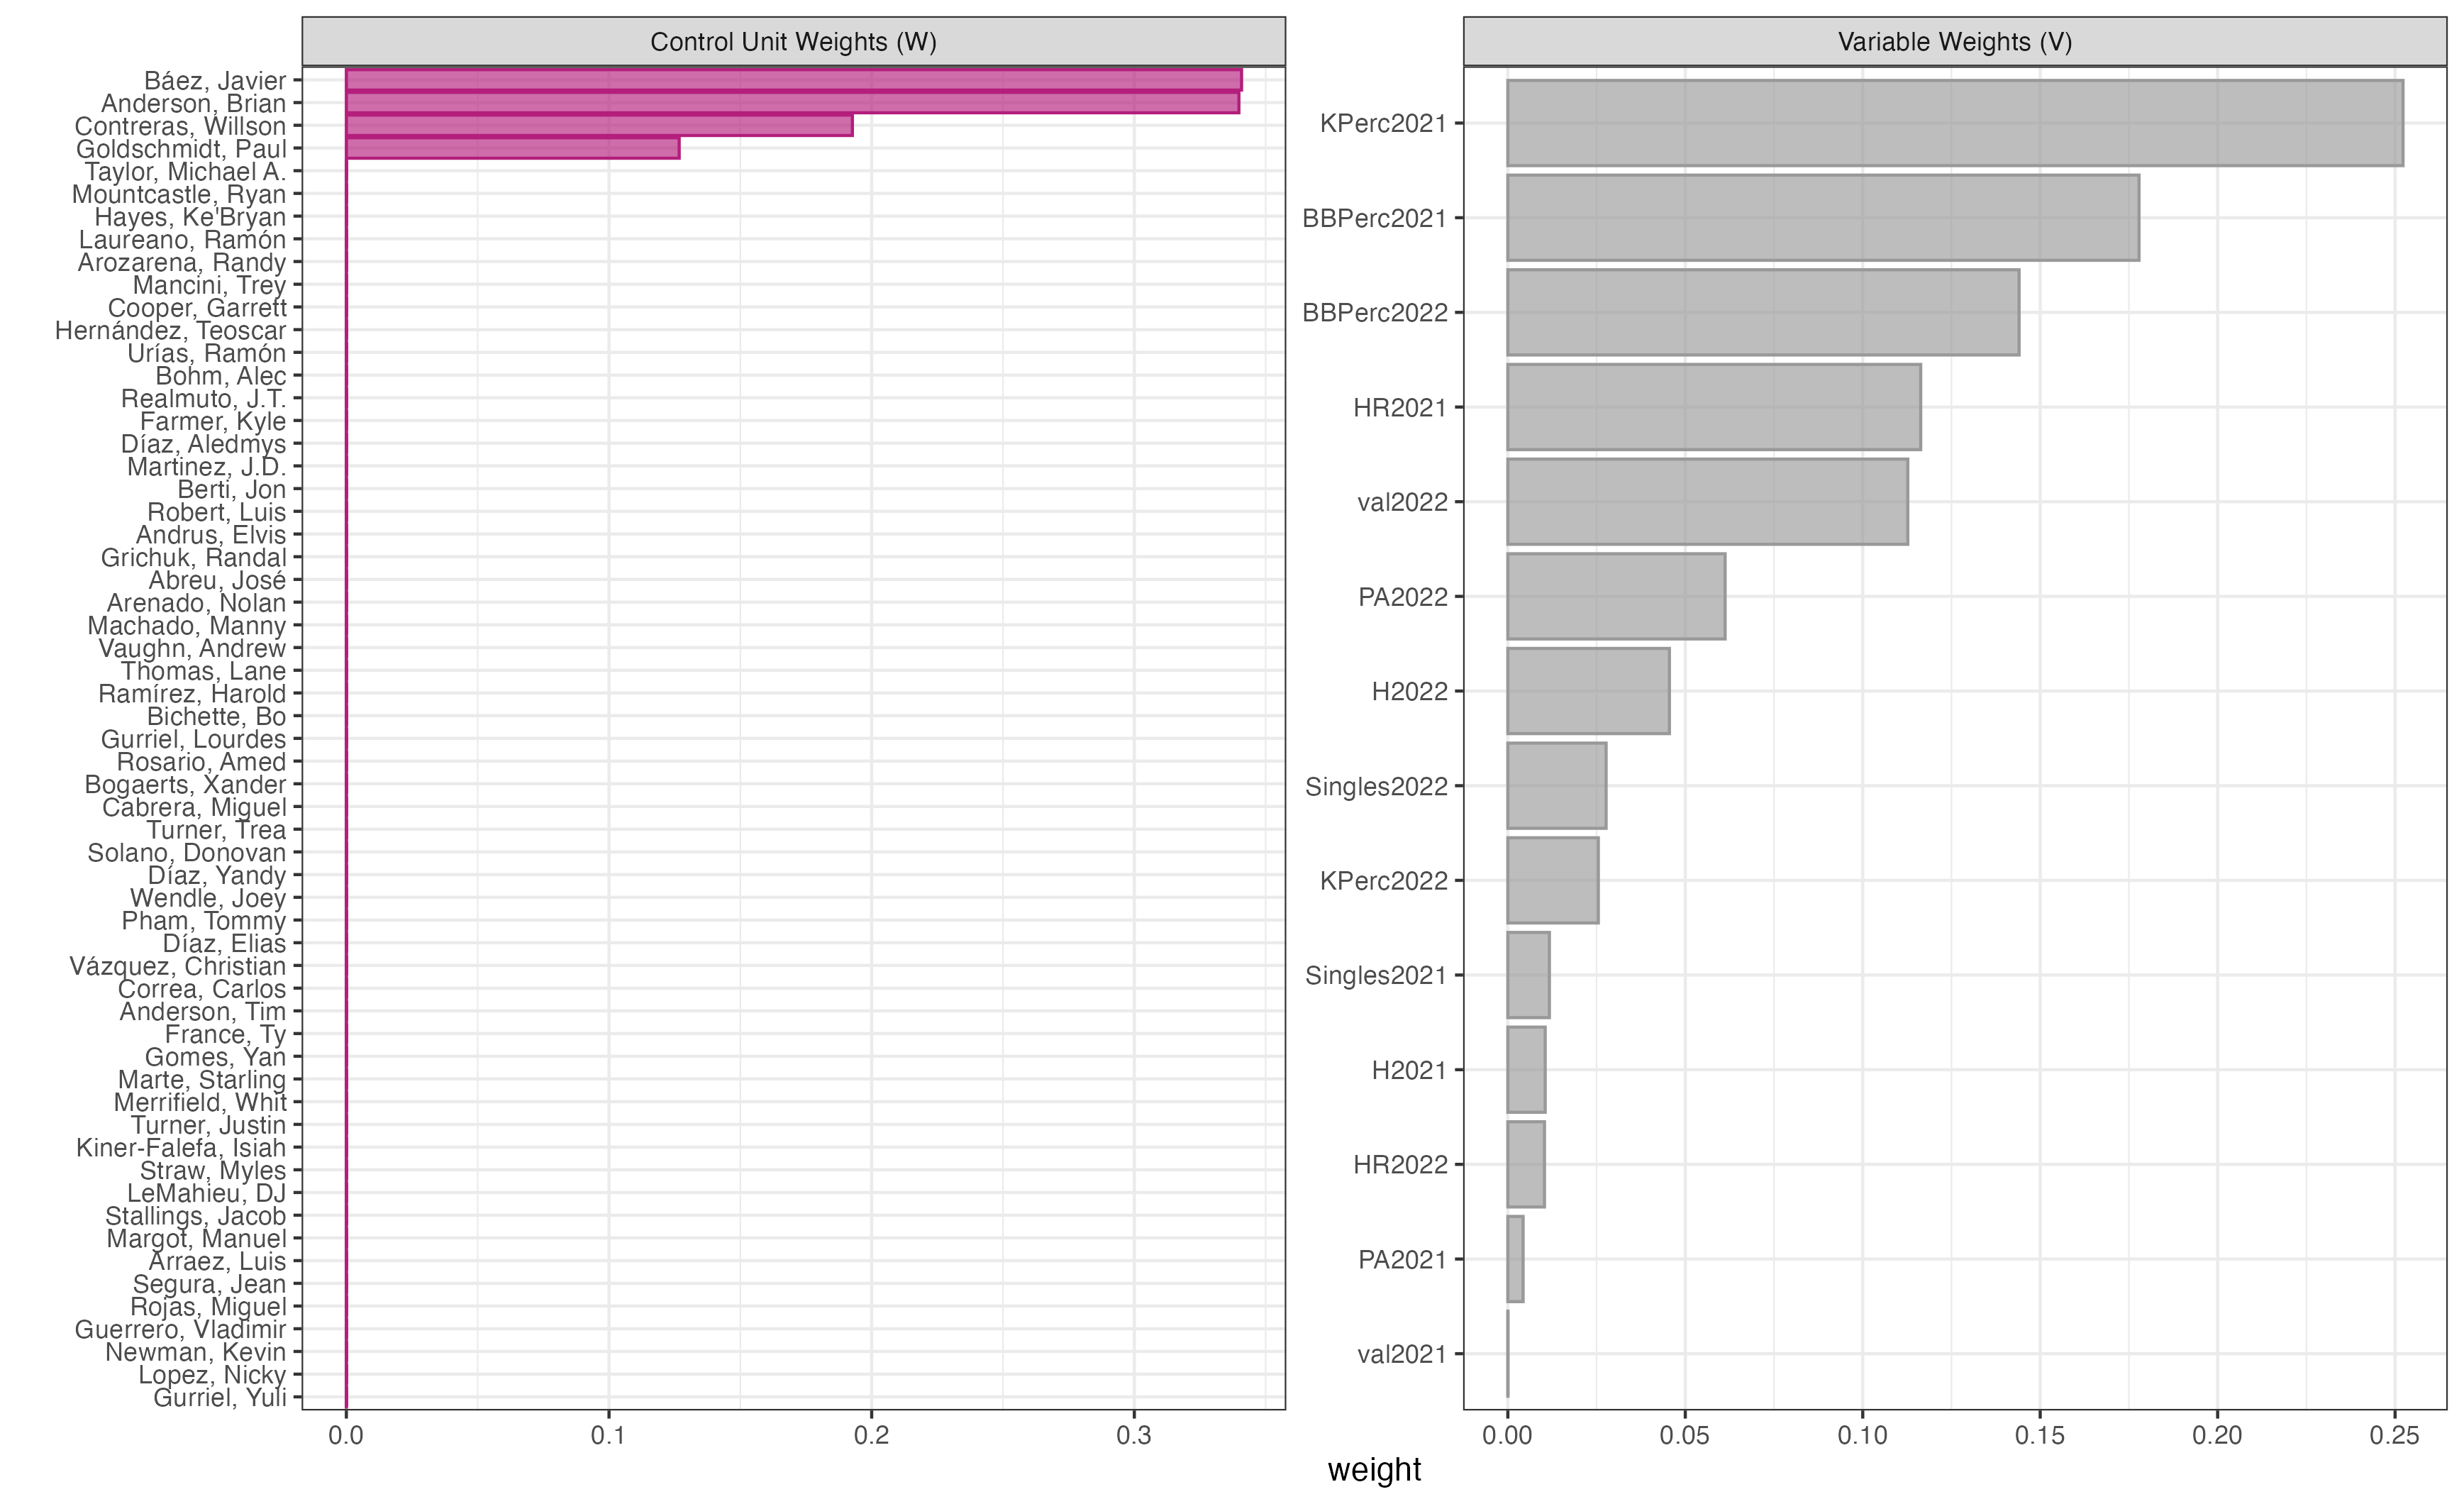 Control Unit Weights (W)
Báez, Javier
Anderson, Brian
Contreras, Willson
Goldschmidt, Paul
Taylor, Michael A.
Mountcastle, Ryan
Hayes, Ke'Bryan
Laureano, Ramón
Arozarena, Randy
Mancini, Trey
Cooper, Garrett
Hernández, Teoscar
Urías, Ramón
Bohm, Alec
Realmuto, J.T.
Farmer, Kyle
Díaz, Aledmys
Martinez, J.D.
Berti, Jon
Robert, Luis
Andrus, Elvis
Grichuk, Randal
Abreu, José
Arenado, Nolan
Machado, Manny
Vaughn, Andrew
Thomas, Lane
Ramírez, Harold
Bichette, Bo
Gurriel, Lourdes
Rosario, Amed
Bogaerts, Xander
Cabrera, Miguel
Turner, Trea
Solano, Donovan
Díaz, Yandy
Wendle, Joey
Pham, Tommy
Díaz, Elias
Vázquez, Christian
Correa, Carlos
Anderson, Tim
France, Ty
Gomes, Yan
Marte, Starling
Merrifield, Whit
Turner, Justin
Kiner-Falefa, Isiah
Straw, Myles
LeMahieu, DJ
Stallings, Jacob
Margot, Manuel
Arraez, Luis
Segura, Jean
Rojas, Miguel
Guerrero, Vladimir
Newman, Kevin
Lopez, Nicky
Gurriel, Yuli
0.0 0.1 0.2 0.3
Variable Weights (V)
KPerc2021
BBPerc2021
BBPerc2022
HR2021
val2022
PA2022
H2022
Singles2022
KPerc2022
Singles2021
H2021
HR2022
PA2021
val2021
0.00 0.05 0.10 0.15 0.20 0.25
weight